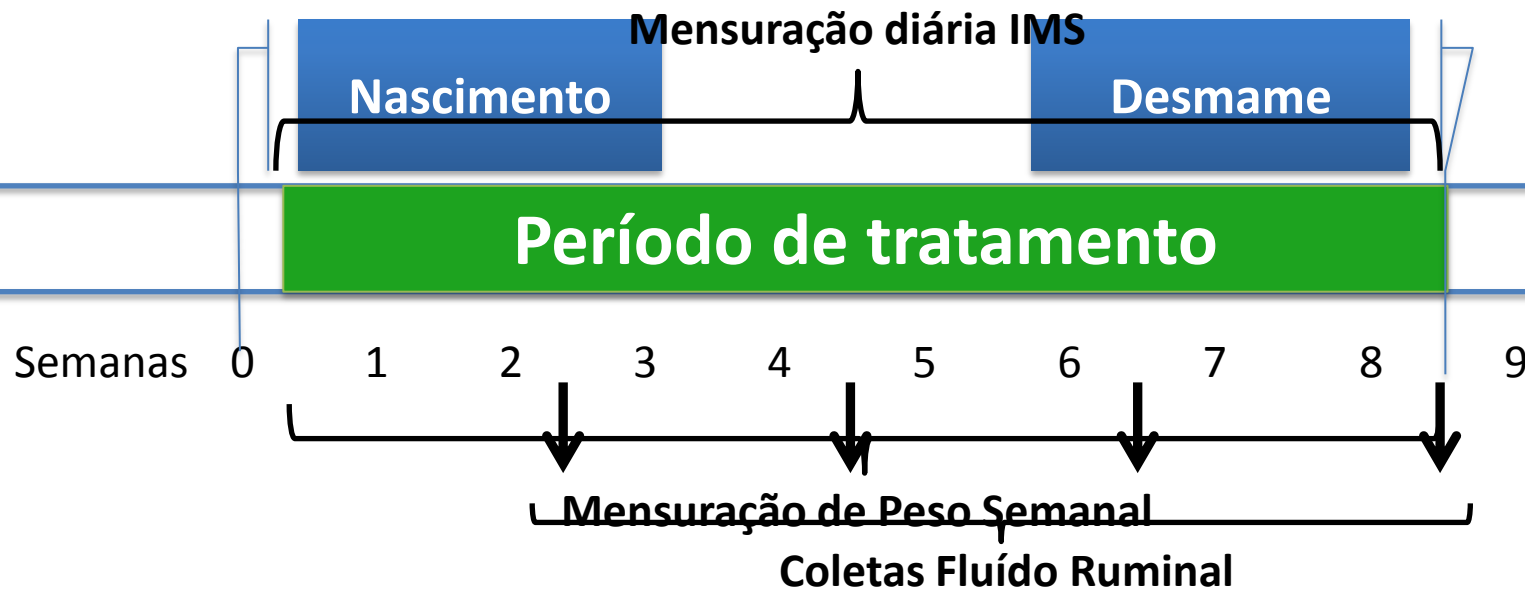 Mensuração diária IMS
Nascimento Desmame
Período de tratamento
Semanas 0 1 2 3 4 5 6 7 8 9
Mensuração de Peso Semanal
Coletas Fluído Ruminal